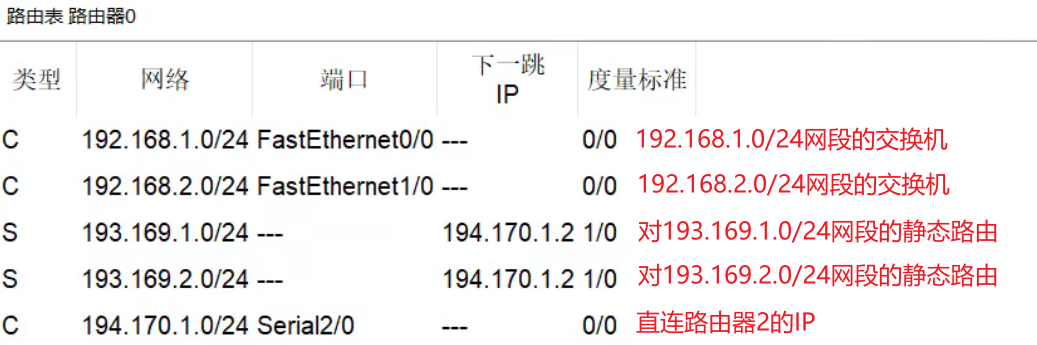 路由表 路由器0
类型 网络 端口 下一跳 IP 度量标准
C 192.168.1.0/24 FastEthernet0/0 --- 0/0 192.168.1.0/24网段的交换机
C 192.168.2.0/24 FastEthernet1/0 --- 0/0 192.168.2.0/24网段的交换机
S 193.169.1.0/24 --- 194.170.1.2 1/0 对193.169.1.0/24网段的静态路由
S 193.169.2.0/24 --- 194.170.1.2 1/0 对193.169.2.0/24网段的静态路由
C 194.170.1.0/24 Serial2/0 --- 0/0 直连路由器2的IP